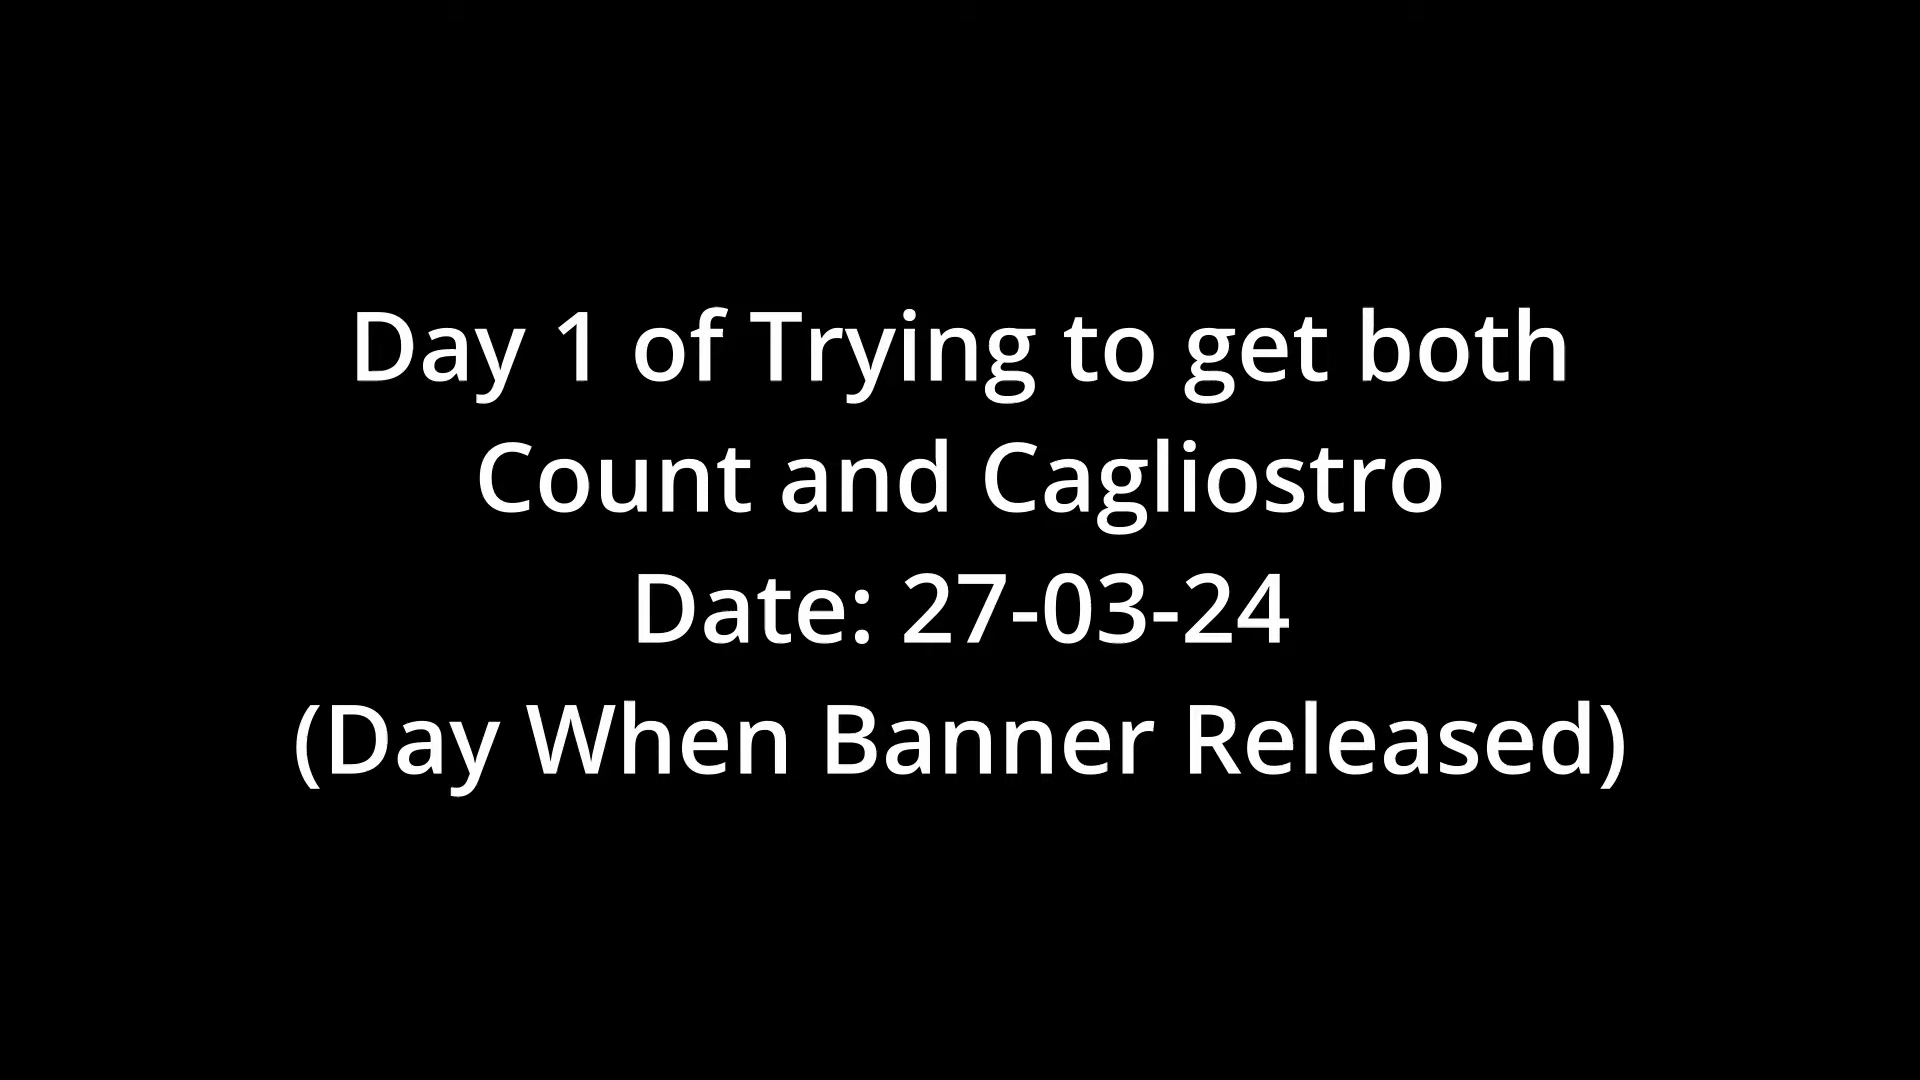 Day 1 of Trying to get both
Count and Cagliostro
Date: 27-03-24
(Day When Banner Released)